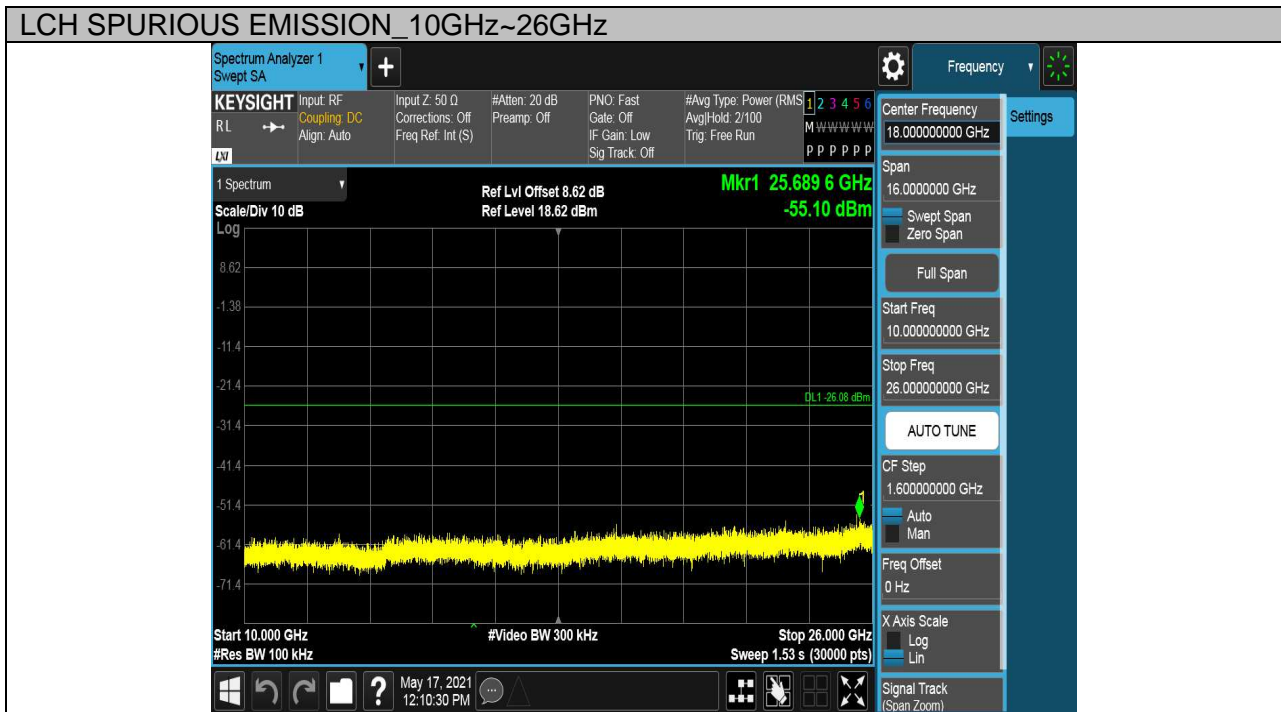 LCH SPURIOUS EMISSION_10GHz~26GHz
Spectrum Analyzer 1
Swept SA
Frequency
KEYSIGHT
RL
LXI
Input: RF
Coupling: DC
Align: Auto
Input Z: 50 Ω
Corrections: Off
Freq Ref: Int (S)
#Atten: 20 dB
Preamp: Off
PNO: Fast
Gate: Off
IF Gain: Low
Sig Track: Off
#Avg Type: Power (RMS
Avg|Hold: 2/100
Trig: Free Run
1 2 3 4 5 6
M W W W W W
P P P P P P
1 Spectrum
Scale/Div 10 dB
Ref Lvl Offset 8.62 dB
Ref Level 18.62 dBm
Mkr1 25.689 6 GHz
-55.10 dBm
Log
8.62
-1.38
-11.4
-21.4
DL1 -26.08 dBm
-31.4
-41.4
-51.4
1
-61.4
-71.4
Start 10.000 GHz
#Res BW 100 kHz
#Video BW 300 kHz
Stop 26.000 GHz
Sweep 1.53 s (30000 pts)
May 17, 2021
12:10:30 PM
Center Frequency
18.000000000 GHz
Span
16.0000000 GHz
Swept Span
Zero Span
Full Span
Start Freq
10.000000000 GHz
Stop Freq
26.000000000 GHz
AUTO TUNE
CF Step
1.600000000 GHz
Auto
Man
Freq Offset
0 Hz
X Axis Scale
Log
Lin
Signal Track
(Span Zoom)
Settings